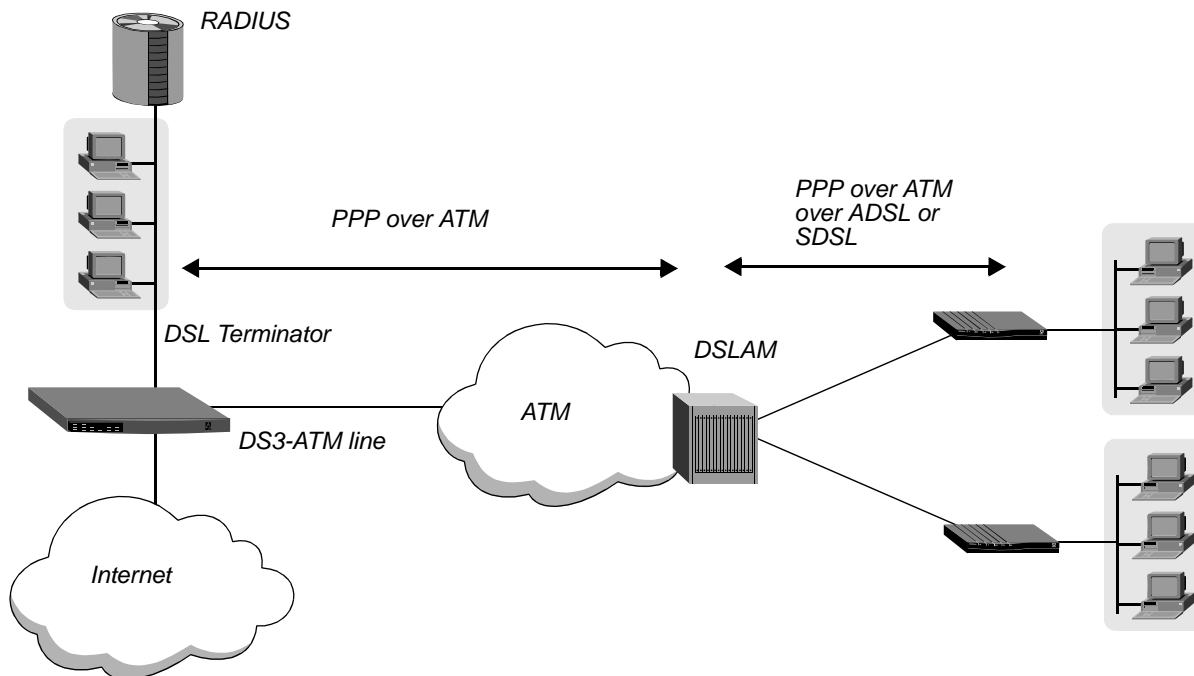 RADIUS
PPP over ATM
PPP over ATM
over ADSL or
SDSL
DSL Terminator
DSLAM
ATM
DS3-ATM line
Internet